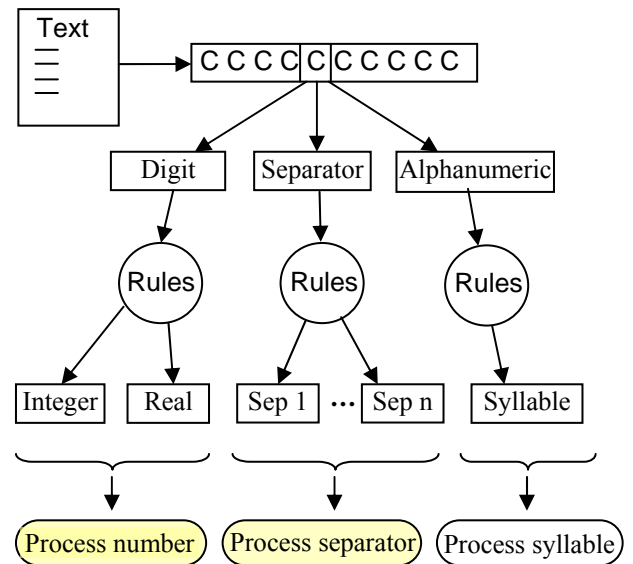 Text
C C C C C C C C C C
Digit Separator Alphanumeric
Rules Rules Rules
Integer Real Sep 1 ... Sep n Syllable
Process number Process separator Process syllable